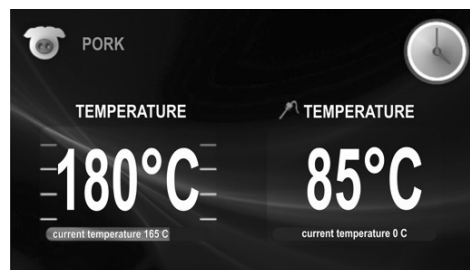 PORK
TEMPERATURE
180°C
current temperature 165 C
TEMPERATURE
85°C
current temperature 0 C